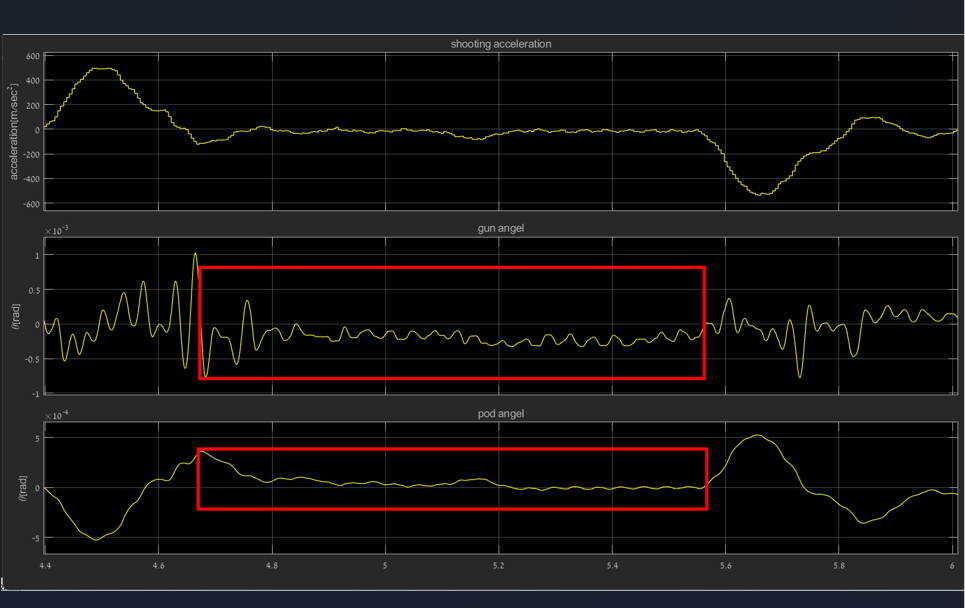 shooting acceleration
600
400
200
0
-200
-400
-600
acceleration[m/sec²]
gun angel
×10⁻³
1
0.5
0
-0.5
-1
θ[rad]
pod angel
×10⁻⁴
5
0
-5
θ[rad]
4.4 4.6 4.8 5 5.2 5.4 5.6 5.8 6